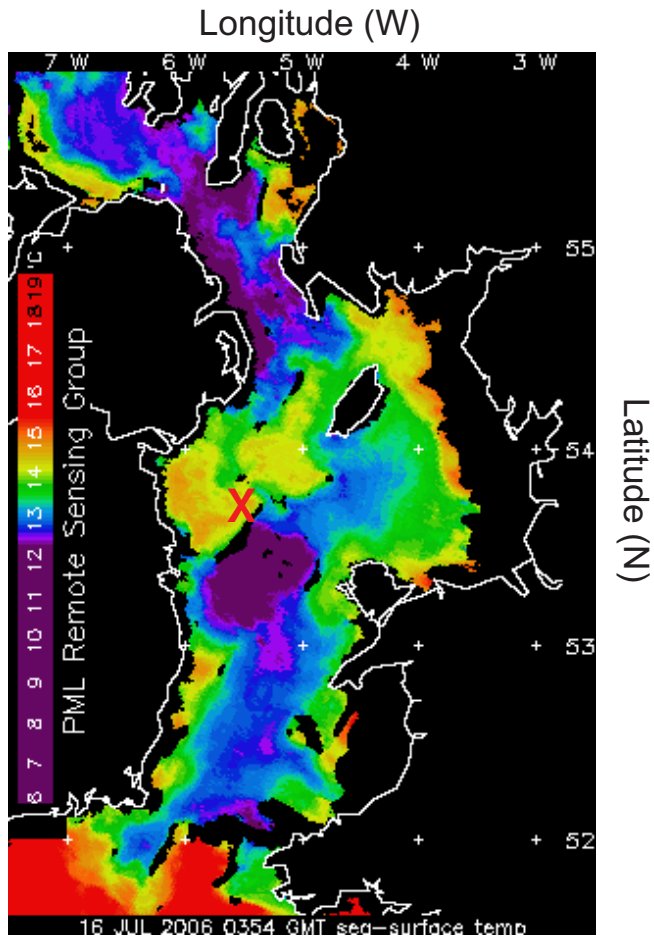 Longitude (W)
7 W 6 W 5 W 4 W 3 W
55
54
53
52
Latitude (N)
6 7 8 9 10 11 12 13 14 15 16 17 18 19°C
PML Remote Sensing Group
X
16 JUL 2006 0354 GMT sea-surface temp